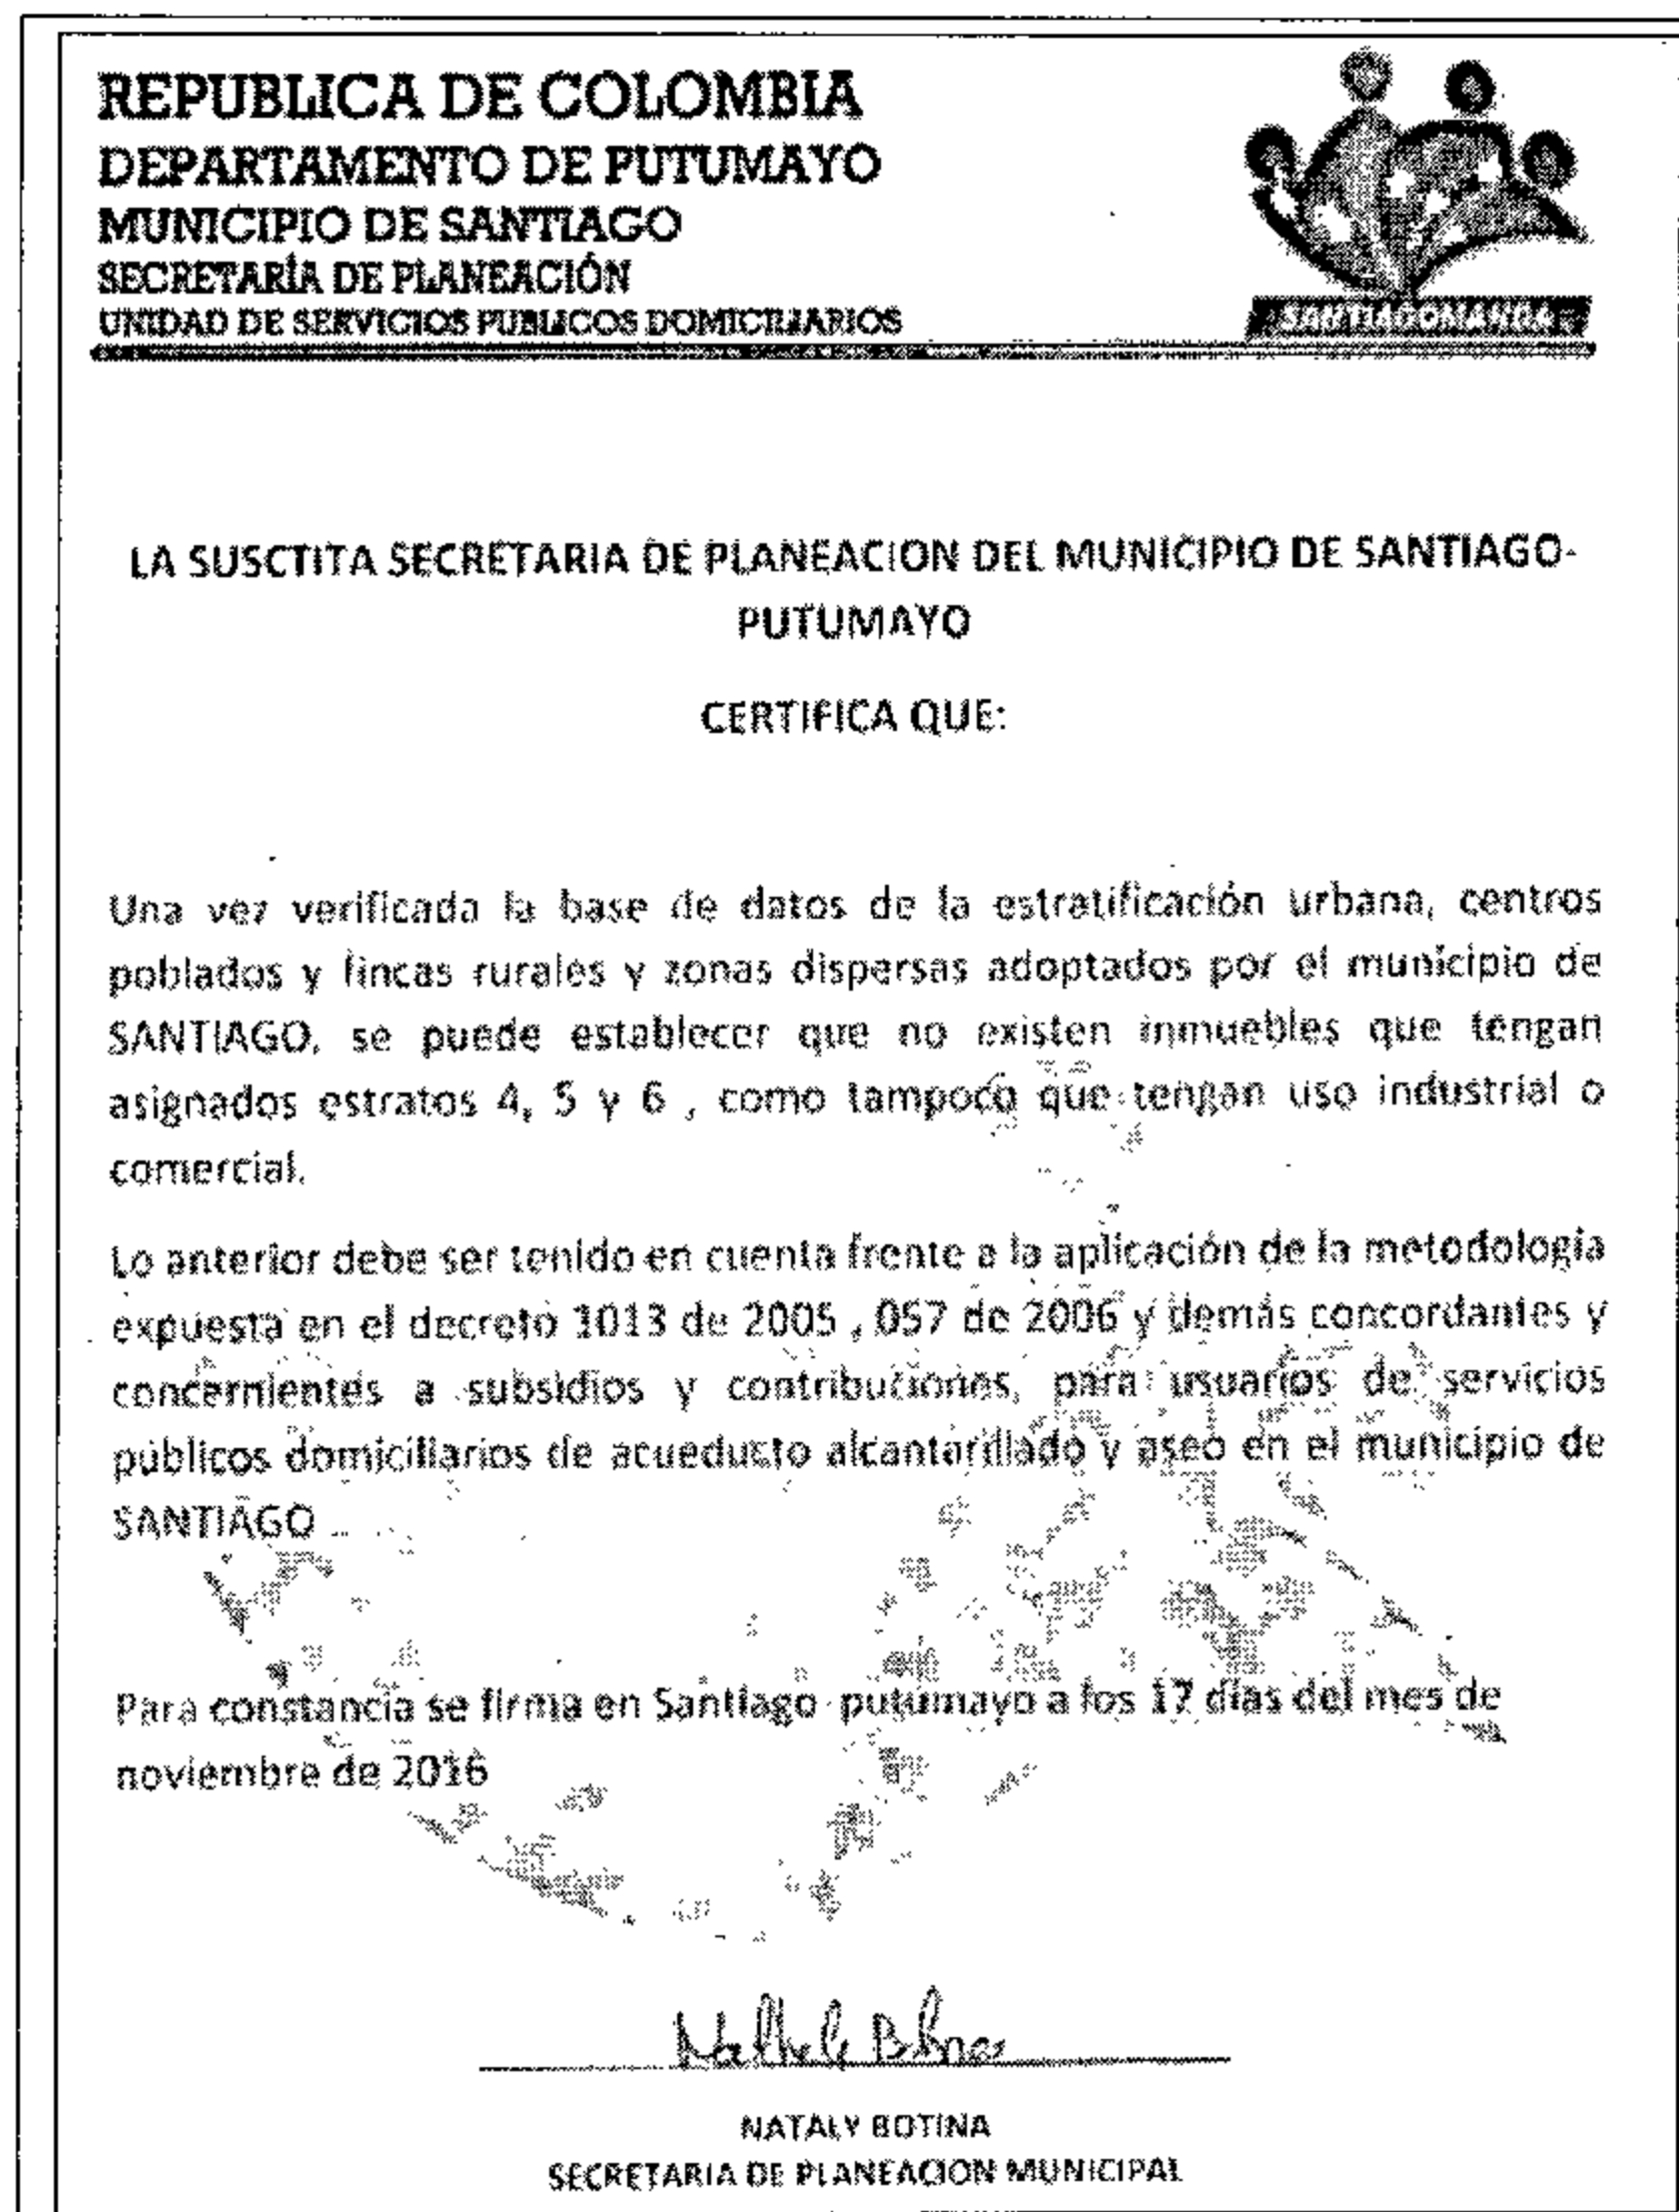 REPUBLICA DE COLOMBIA
DEPARTAMENTO DE PUTUMAYO
MUNICIPIO DE SANTIAGO
SECRETARÍA DE PLANEACIÓN
UNIDAD DE SERVICIOS PUBLICOS DOMICILIARIOS
SANTIAGOMANGA
LA SUSCTITA SECRETARIA DE PLANEACION DEL MUNICIPIO DE SANTIAGO-
PUTUMAYO
CERTIFICA QUE:
Una vez verificada la base de datos de la estratificación urbana, centros
poblados y fincas rurales y zonas dispersas adoptados por el municipio de
SANTIAGO, se puede establecer que no existen inmuebles que tengan
asignados estratos 4, 5 y 6 , como tampoco que tengan uso industrial o
comercial.
Lo anterior debe ser tenido en cuenta frente a la aplicación de la metodología
expuesta en el decreto 1013 de 2005 , 057 de 2006 y demás concordantes y
concernientes a subsidios y contribuciones, para usuarios de servicios
públicos domiciliarios de acueducto alcantarillado y aseo en el municipio de
SANTIAGO
Para constancia se firma en Santiago putumayo a los 17 días del mes de
noviembre de 2016
NATALY BOTINA
SECRETARIA DE PLANEACION MUNICIPAL